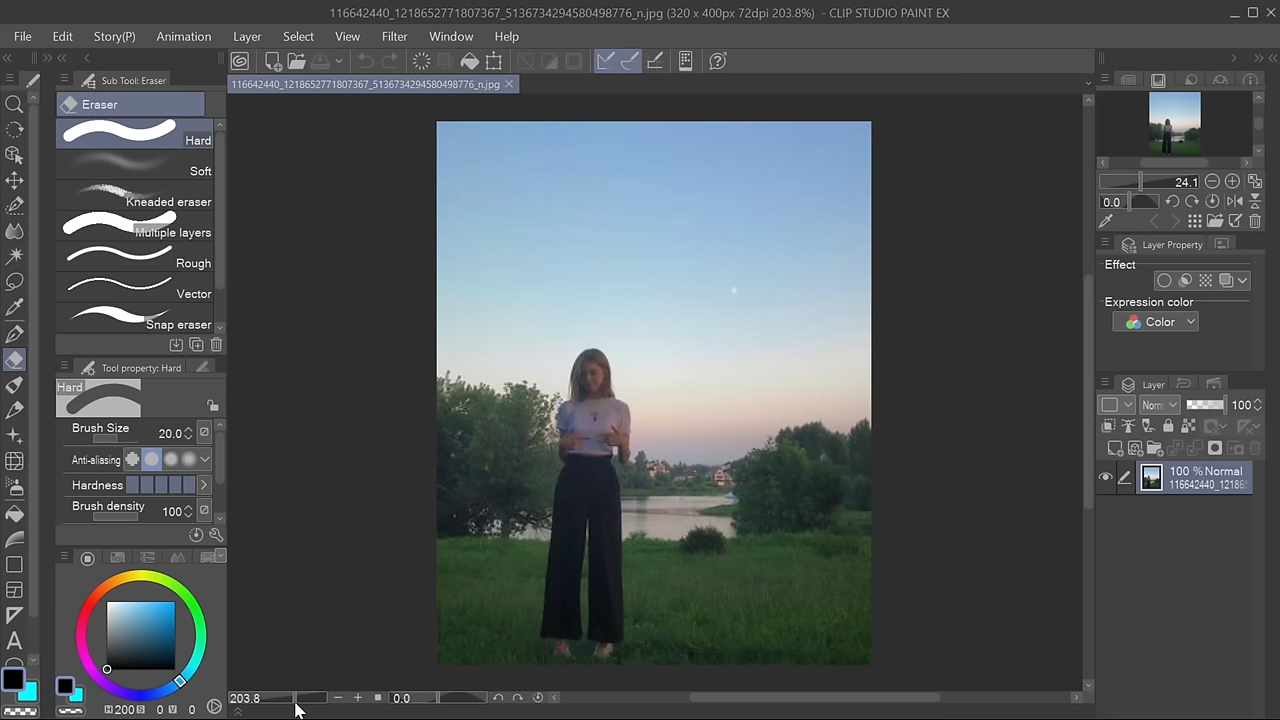 116642440_1218652771807367_5136734294580498776_n.jpg (320 x 400px 72dpi 203.8%) - CLIP STUDIO PAINT EX
File Edit Story(P) Animation Layer Select View Filter Window Help
Sub Tool: Eraser
116642440_1218652771807367_5136734294580498776_n.jpg
Eraser
Hard
Soft
Kneaded eraser
Multiple layers
Rough
Vector
Snap eraser
Tool property: Hard
Hard
Brush Size 20.0
Anti-aliasing
Hardness
Brush density 100
H 200 S 0 V 0
203.8 0.0
24.1
0.0
Layer Property
Effect
Expression color
Color
Layer
Norm 100
100 % Normal
116642440_12186